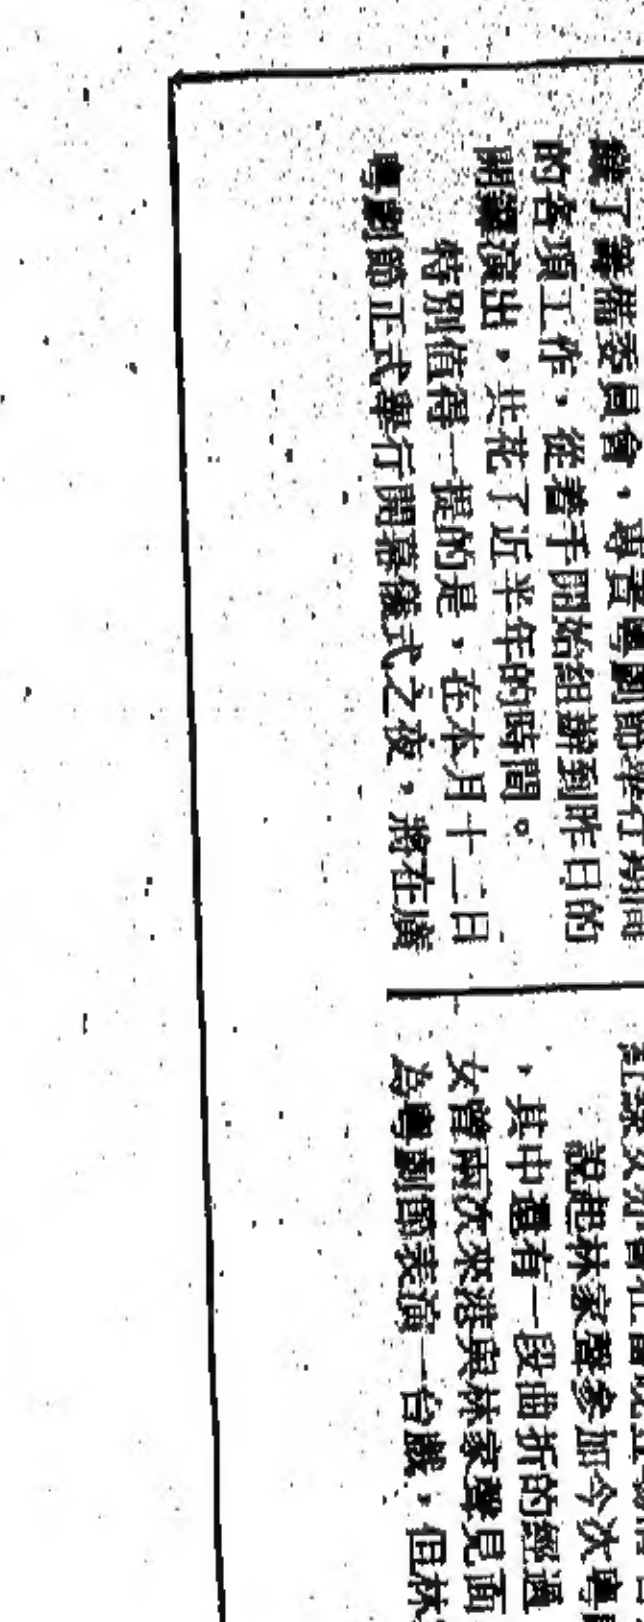 了籌備委員會，專責粵劇節舉行期間
的各項工作，從着手開始組辦到昨日的
開鑼演出，共花了近半年的時間。
特別值得一提的是，在本月十二日
粵劇節正式舉行開幕儀式之夜，將在廣
說起林家聲參加今次粵
，其中還有一段曲折的經過
女曾兩次來港與林家聲見面
為粵劇節表演一台戲，但林